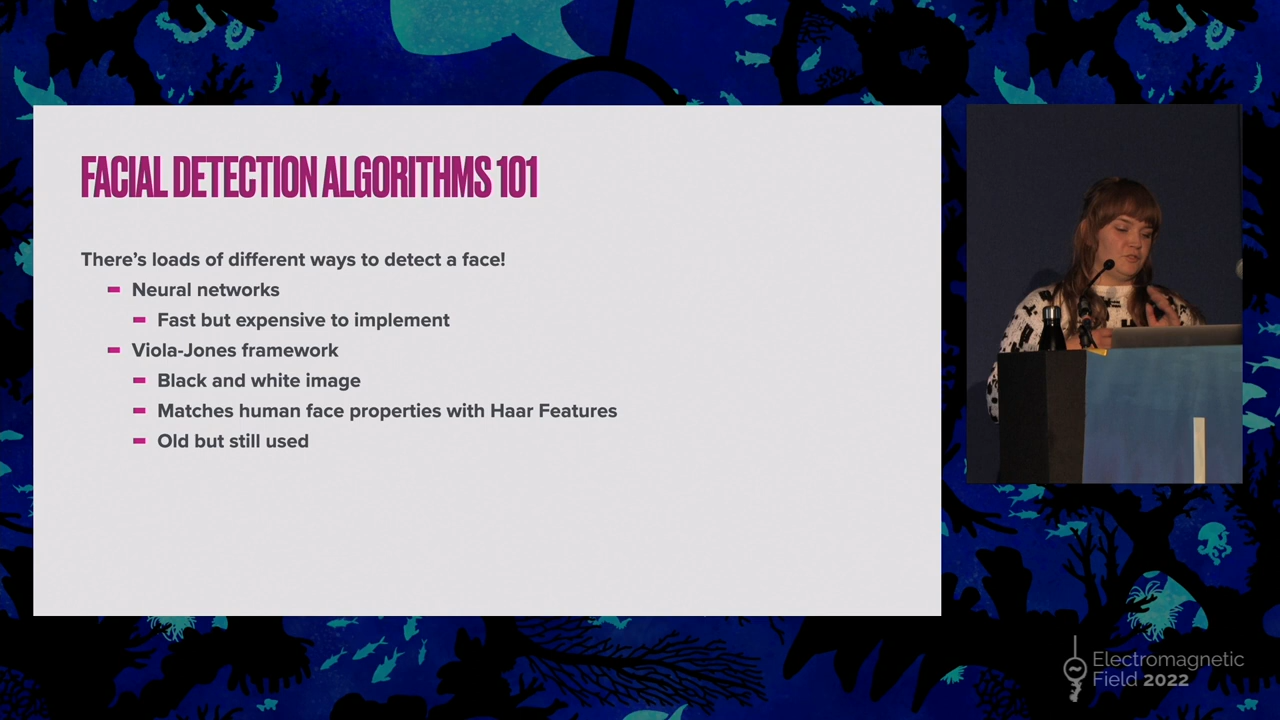 FACIAL DETECTION ALGORITHMS 101
There's loads of different ways to detect a face!
Neural networks
Fast but expensive to implement
Viola-Jones framework
Black and white image
Matches human face properties with Haar Features
Old but still used
Electromagnetic
Field 2022